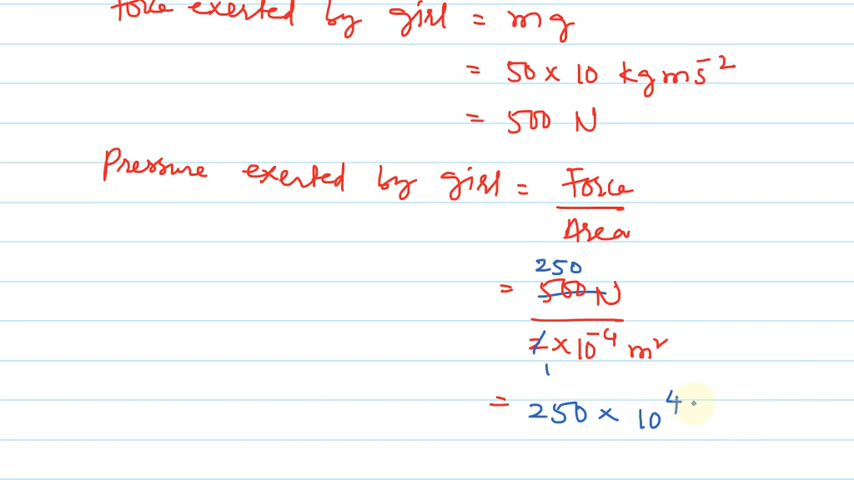 Force exerted by girl = mg
= 50 × 10 kg m s⁻²
= 500 N
Pressure exerted by girl = Force
Area
250
= 500 N
2 × 10⁻⁴ m²
1
= 250 × 10⁴